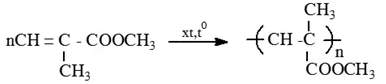 CH₃
nCH = C - COOCH₃ xt,t⁰ ( CH - C )n
CH₃ COOCH₃